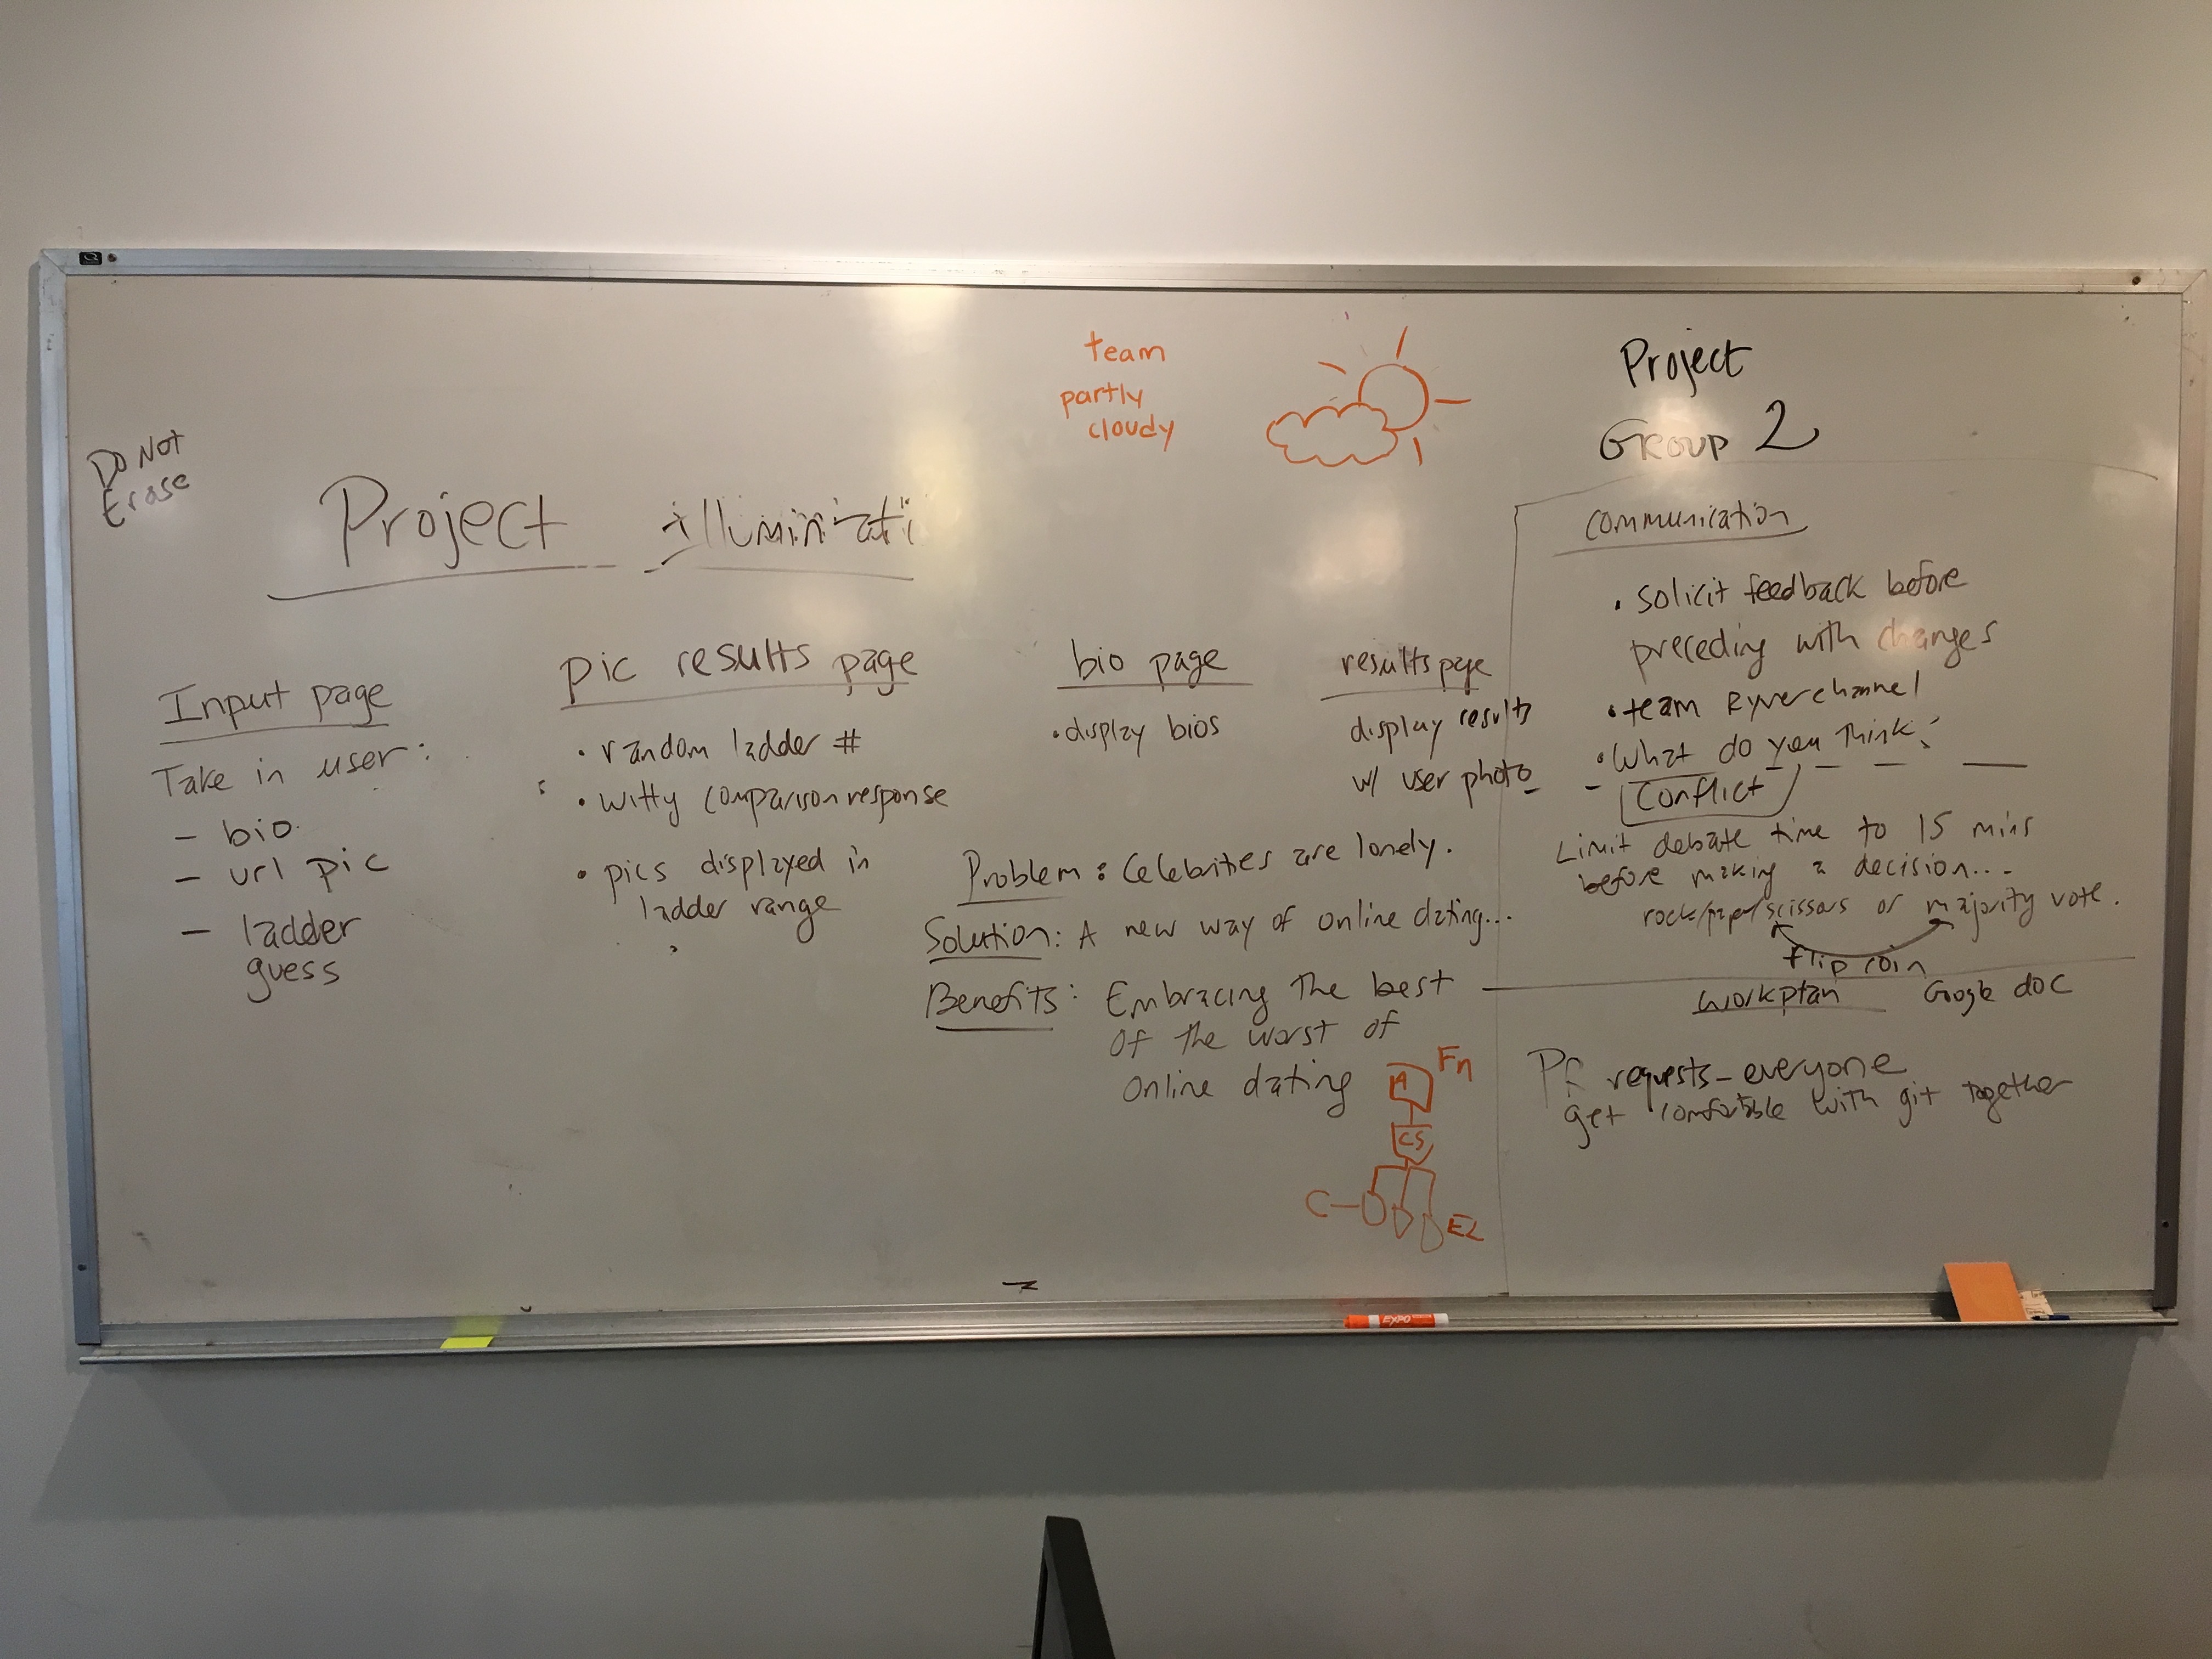 Do Not
Erase
Project illuminati
Input page
Take in user:
- bio
- url pic
- ladder
guess
pic results page
• random ladder #
• witty comparison response
• pics displayed in
ladder range
team
partly
cloudy
bio page
• display bios
results page
display results
w/ user photo
Problem: Celebrities are lonely.
Solution: A new way of online dating...
Benefits: Embracing the best
of the worst of
online dating
Fn
A
CS
C
E2
Project
Group 2
Communication
• Solicit feedback before
preceding with changes
• team Ryver channel
• What do you think?
Conflict
Limit debate time to 15 mins
before making a decision...
rock/paper/scissors or majority vote.
flip coin
workplan Google doc
PR requests - everyone
get comfortable with git together
EXPO